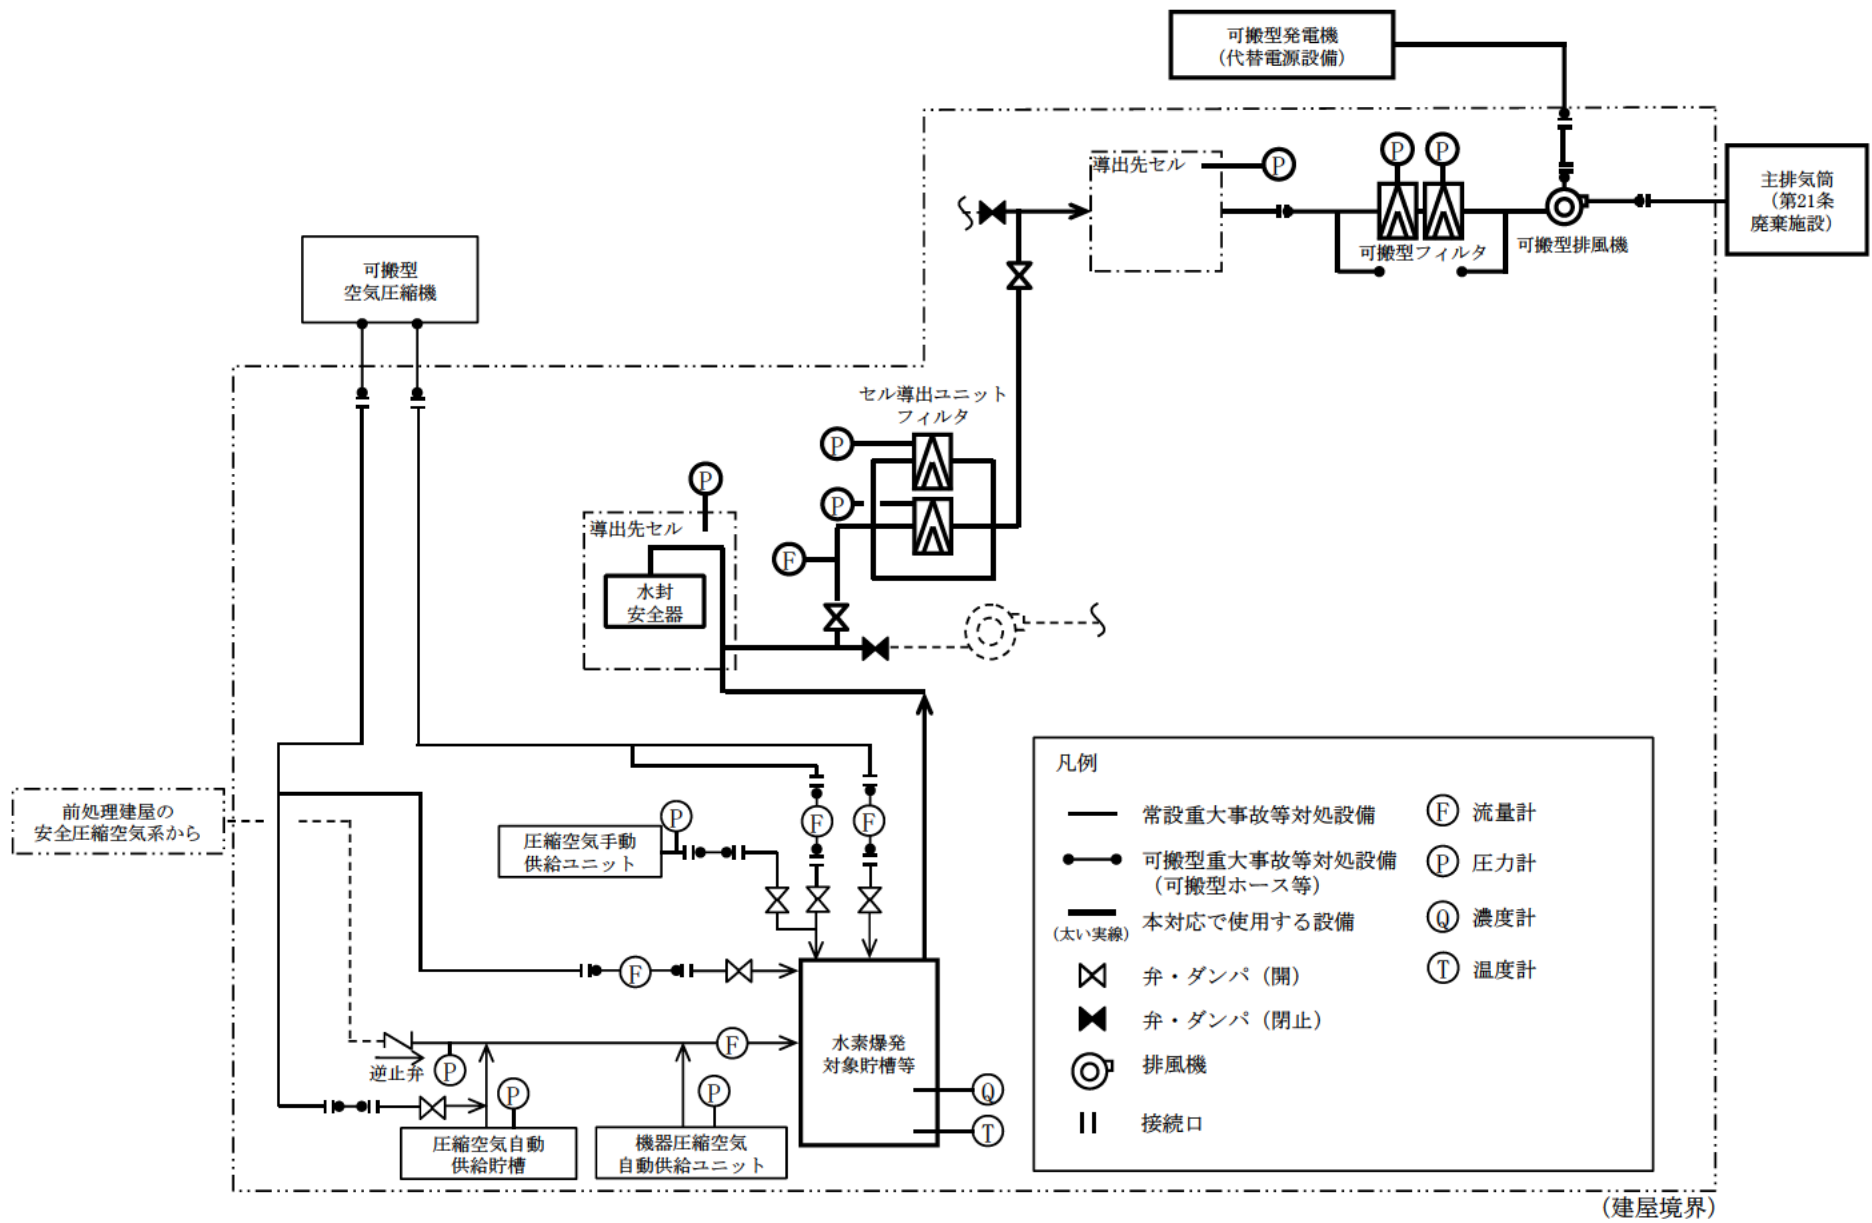 可搬型発電機
（代替電源設備）
導出先セル
P
P
P
主排気筒
（第21条
廃棄施設）
可搬型フィルタ
可搬型排風機
可搬型
空気圧縮機
セル導出ユニット
フィルタ
P
P
P
導出先セル
F
水封
安全器
前処理建屋の
安全圧縮空気系から
圧縮空気手動
供給ユニット
P
F
F
F
逆止弁
P
F
P
P
圧縮空気自動
供給貯槽
機器圧縮空気
自動供給ユニット
水素爆発
対象貯槽等
Q
T
凡例
常設重大事故等対処設備
可搬型重大事故等対処設備
（可搬型ホース等）
(太い実線)
本対応で使用する設備
弁・ダンパ（開）
弁・ダンパ（閉止）
排風機
接続口
F 流量計
P 圧力計
Q 濃度計
T 温度計
（建屋境界）